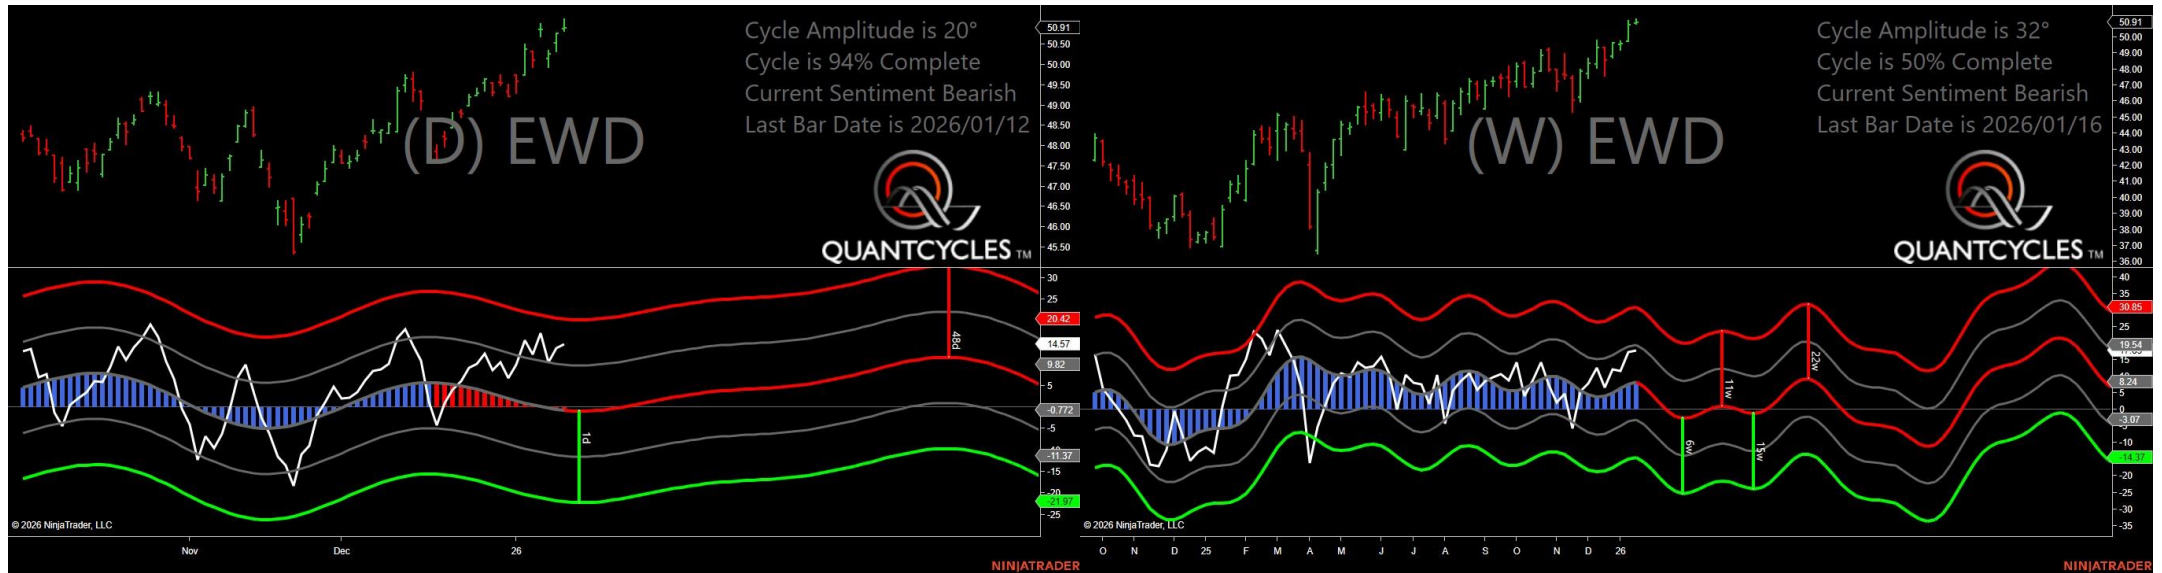 Cycle Amplitude is 20°
Cycle is 94% Complete
Current Sentiment Bearish
Last Bar Date is 2026/01/12
(D) EWD
QUANTCYCLES TM
50.91
50.50
50.00
49.50
49.00
48.50
48.00
47.50
47.00
46.50
46.00
45.50
30
25
20.42
14.57
9.82
5
-0.772
-5
-11.37
-15
-20
-21.97
-25
48d
1d
© 2026 NinjaTrader, LLC
Nov
Dec
26
NINJATRADER
Cycle Amplitude is 32°
Cycle is 50% Complete
Current Sentiment Bearish
Last Bar Date is 2026/01/16
(W) EWD
QUANTCYCLES TM
50.91
50.00
49.00
48.00
47.00
46.00
45.00
44.00
43.00
42.00
41.00
40.00
39.00
38.00
37.00
36.00
40
35
30.85
25
19.54
15
8.24
5
0
-3.07
-10
-14.37
-20
-25
-30
-35
11w
22w
6w
15w
© 2026 NinjaTrader, LLC
O N D 25 F M A M J J A S O N D 26
NINJATRADER